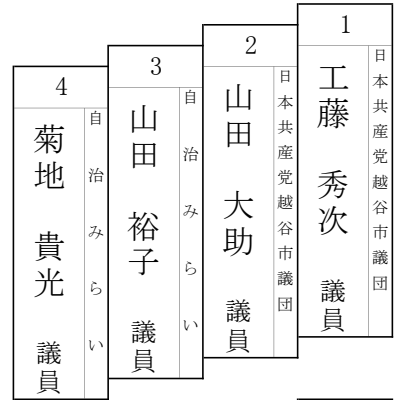 1
日本共産党越谷市議団
工藤 秀次 議員
2
日本共産党越谷市議団
山田 大助 議員
3
自治みらい
山田 裕子 議員
4
自治みらい
菊地 貴光 議員